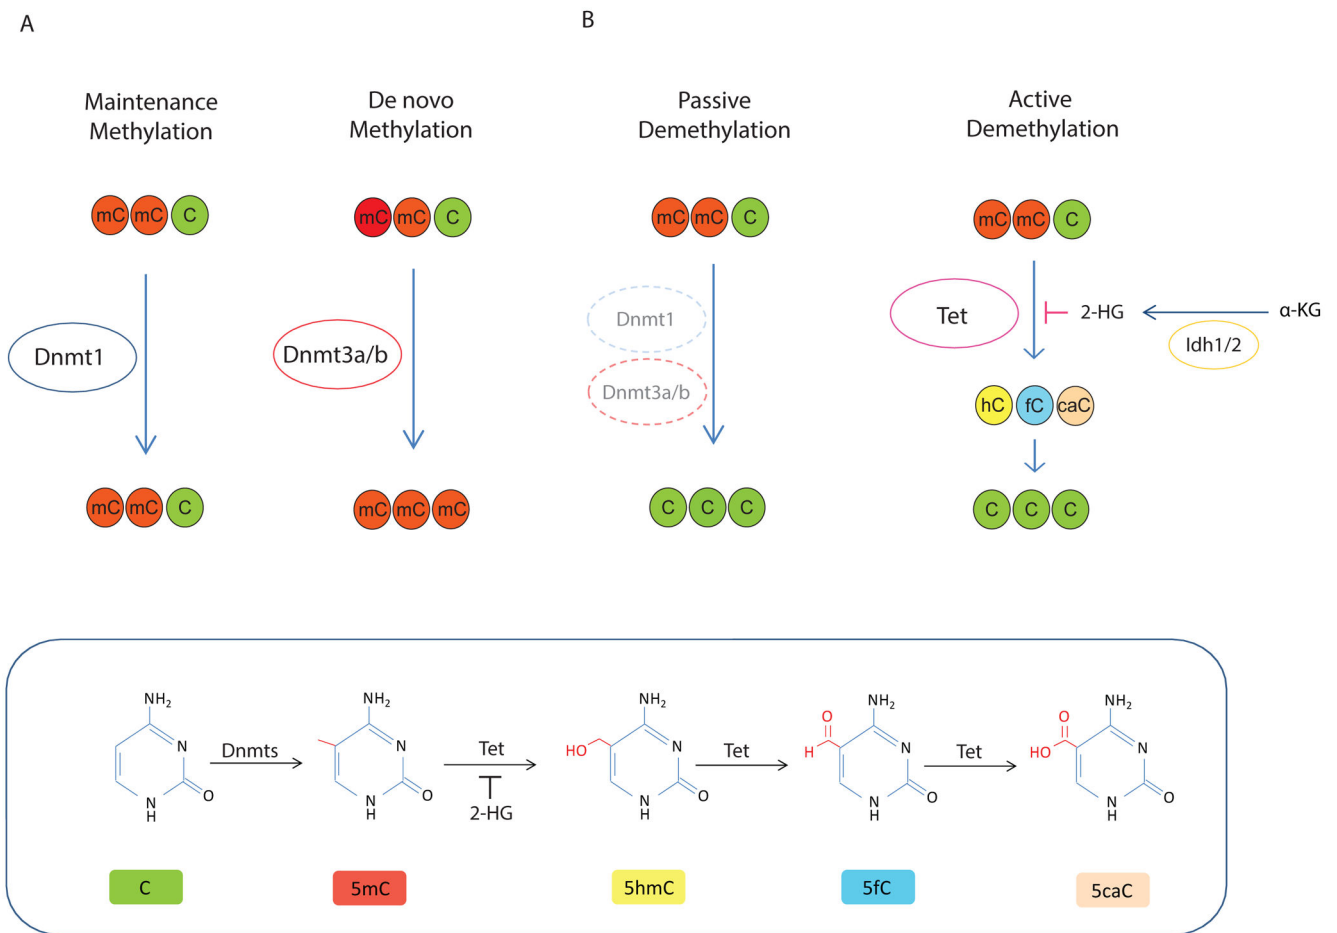 A
B
Maintenance
Methylation
De novo
Methylation
Passive
Demethylation
Active
Demethylation
mC mC C
mC mC C
mC mC C
mC mC C
Dnmt1
Dnmt3a/b
Dnmt1
Dnmt3a/b
Tet
2-HG
α-KG
Idh1/2
hC fC caC
mC mC C
mC mC mC
C C C
C C C
NH2
N
N
H
O
Dnmts
NH2
N
N
H
O
Tet
2-HG
NH2
HO
N
N
H
O
Tet
O
H
NH2
N
N
H
O
Tet
O
HO
NH2
N
N
H
O
C
5mC
5hmC
5fC
5caC